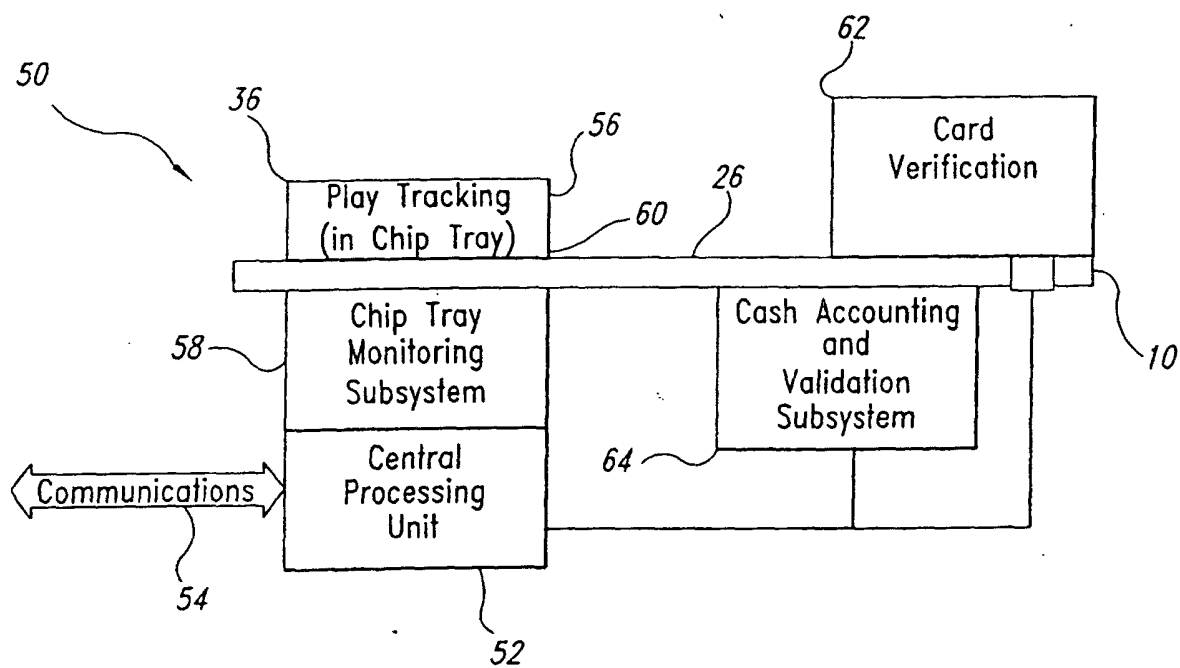 62
50
36
56
Card
Verification
Play Tracking
(in Chip Tray)
26
60
Chip Tray
Monitoring
Subsystem
58
Cash Accounting
and
Validation
Subsystem
10
64
Central
Processing
Unit
Communications
54
52